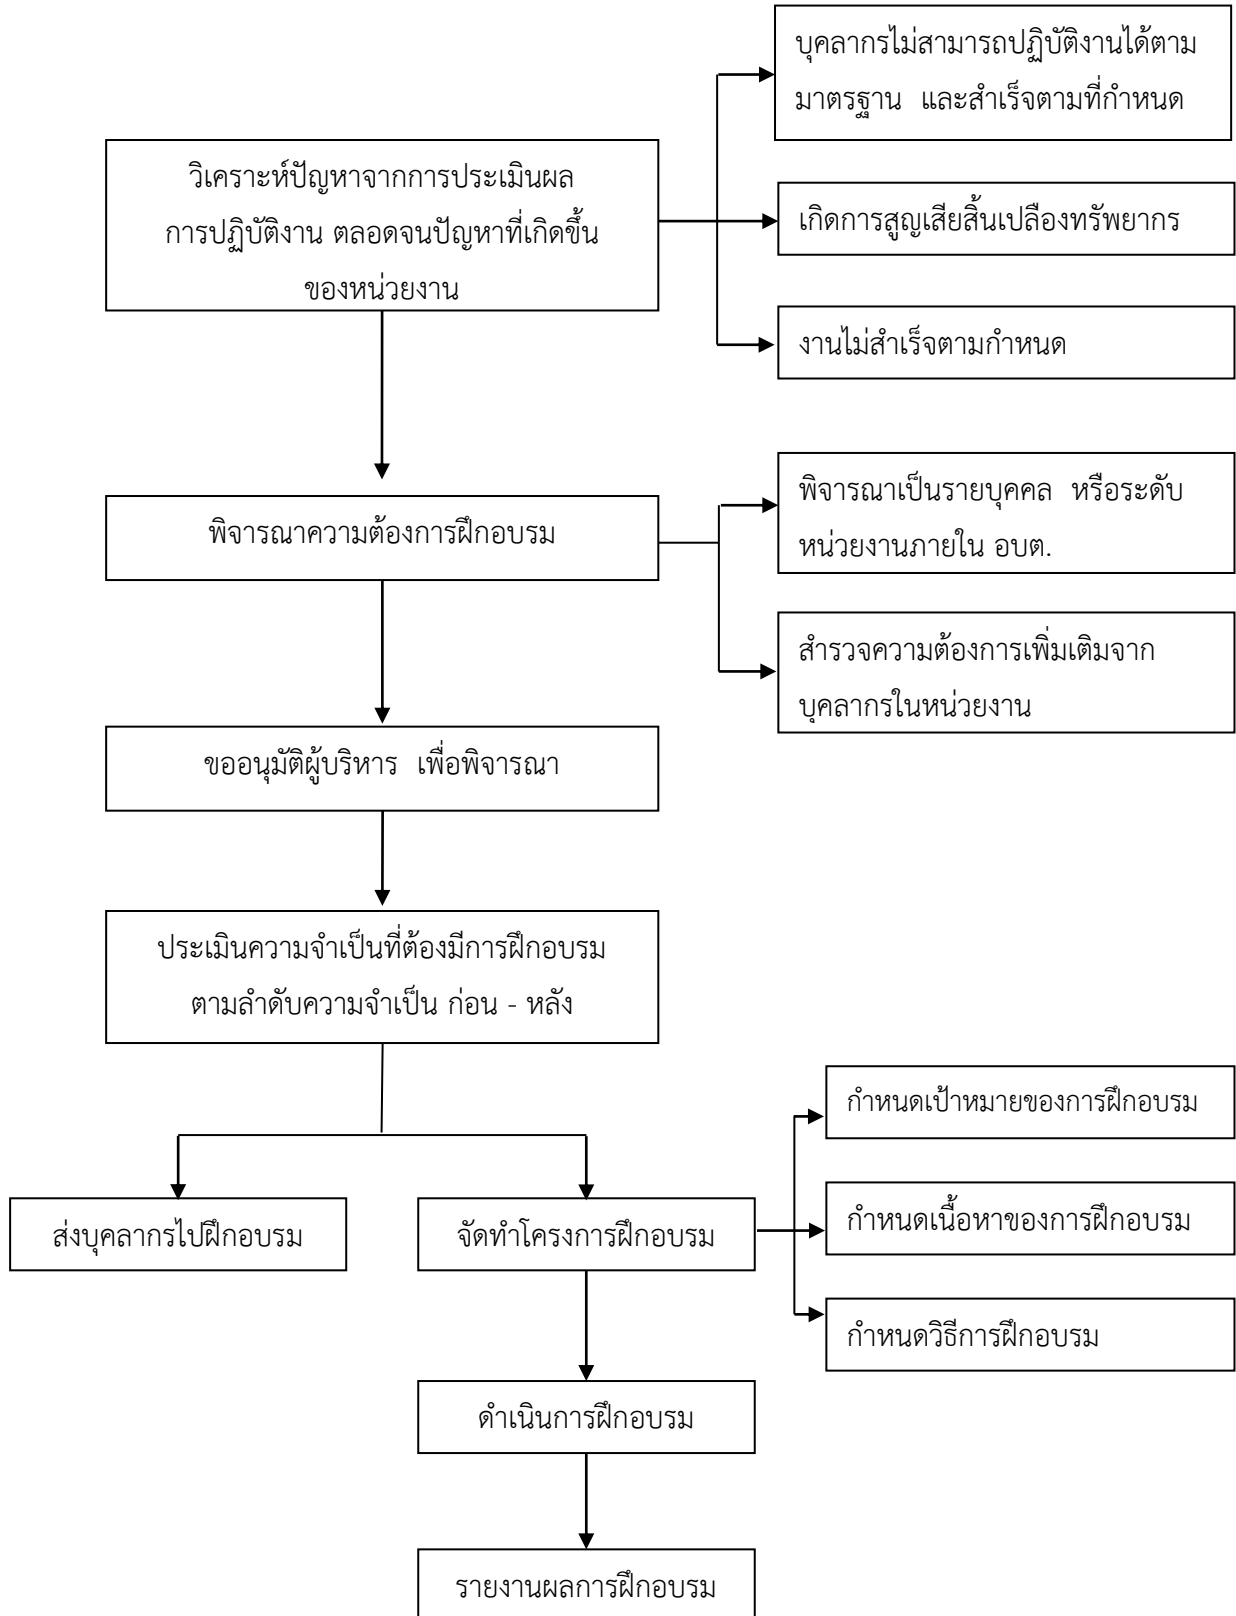 บุคลากรไม่สามารถปฏิบัติงานได้ตาม
มาตรฐาน และสำเร็จตามที่กำหนด
วิเคราะห์ปัญหาจากการประเมินผล
การปฏิบัติงาน ตลอดจนปัญหาที่เกิดขึ้น
ของหน่วยงาน
เกิดการสูญเสียสิ้นเปลืองทรัพยากร
งานไม่สำเร็จตามกำหนด
พิจารณาความต้องการฝึกอบรม
พิจารณาเป็นรายบุคคล หรือระดับ
หน่วยงานภายใน อบต.
สำรวจความต้องการเพิ่มเติมจาก
บุคลากรในหน่วยงาน
ขออนุมัติผู้บริหาร เพื่อพิจารณา
ประเมินความจำเป็นที่ต้องมีการฝึกอบรม
ตามลำดับความจำเป็น ก่อน - หลัง
ส่งบุคลากรไปฝึกอบรม
จัดทำโครงการฝึกอบรม
กำหนดเป้าหมายของการฝึกอบรม
กำหนดเนื้อหาของการฝึกอบรม
กำหนดวิธีการฝึกอบรม
ดำเนินการฝึกอบรม
รายงานผลการฝึกอบรม